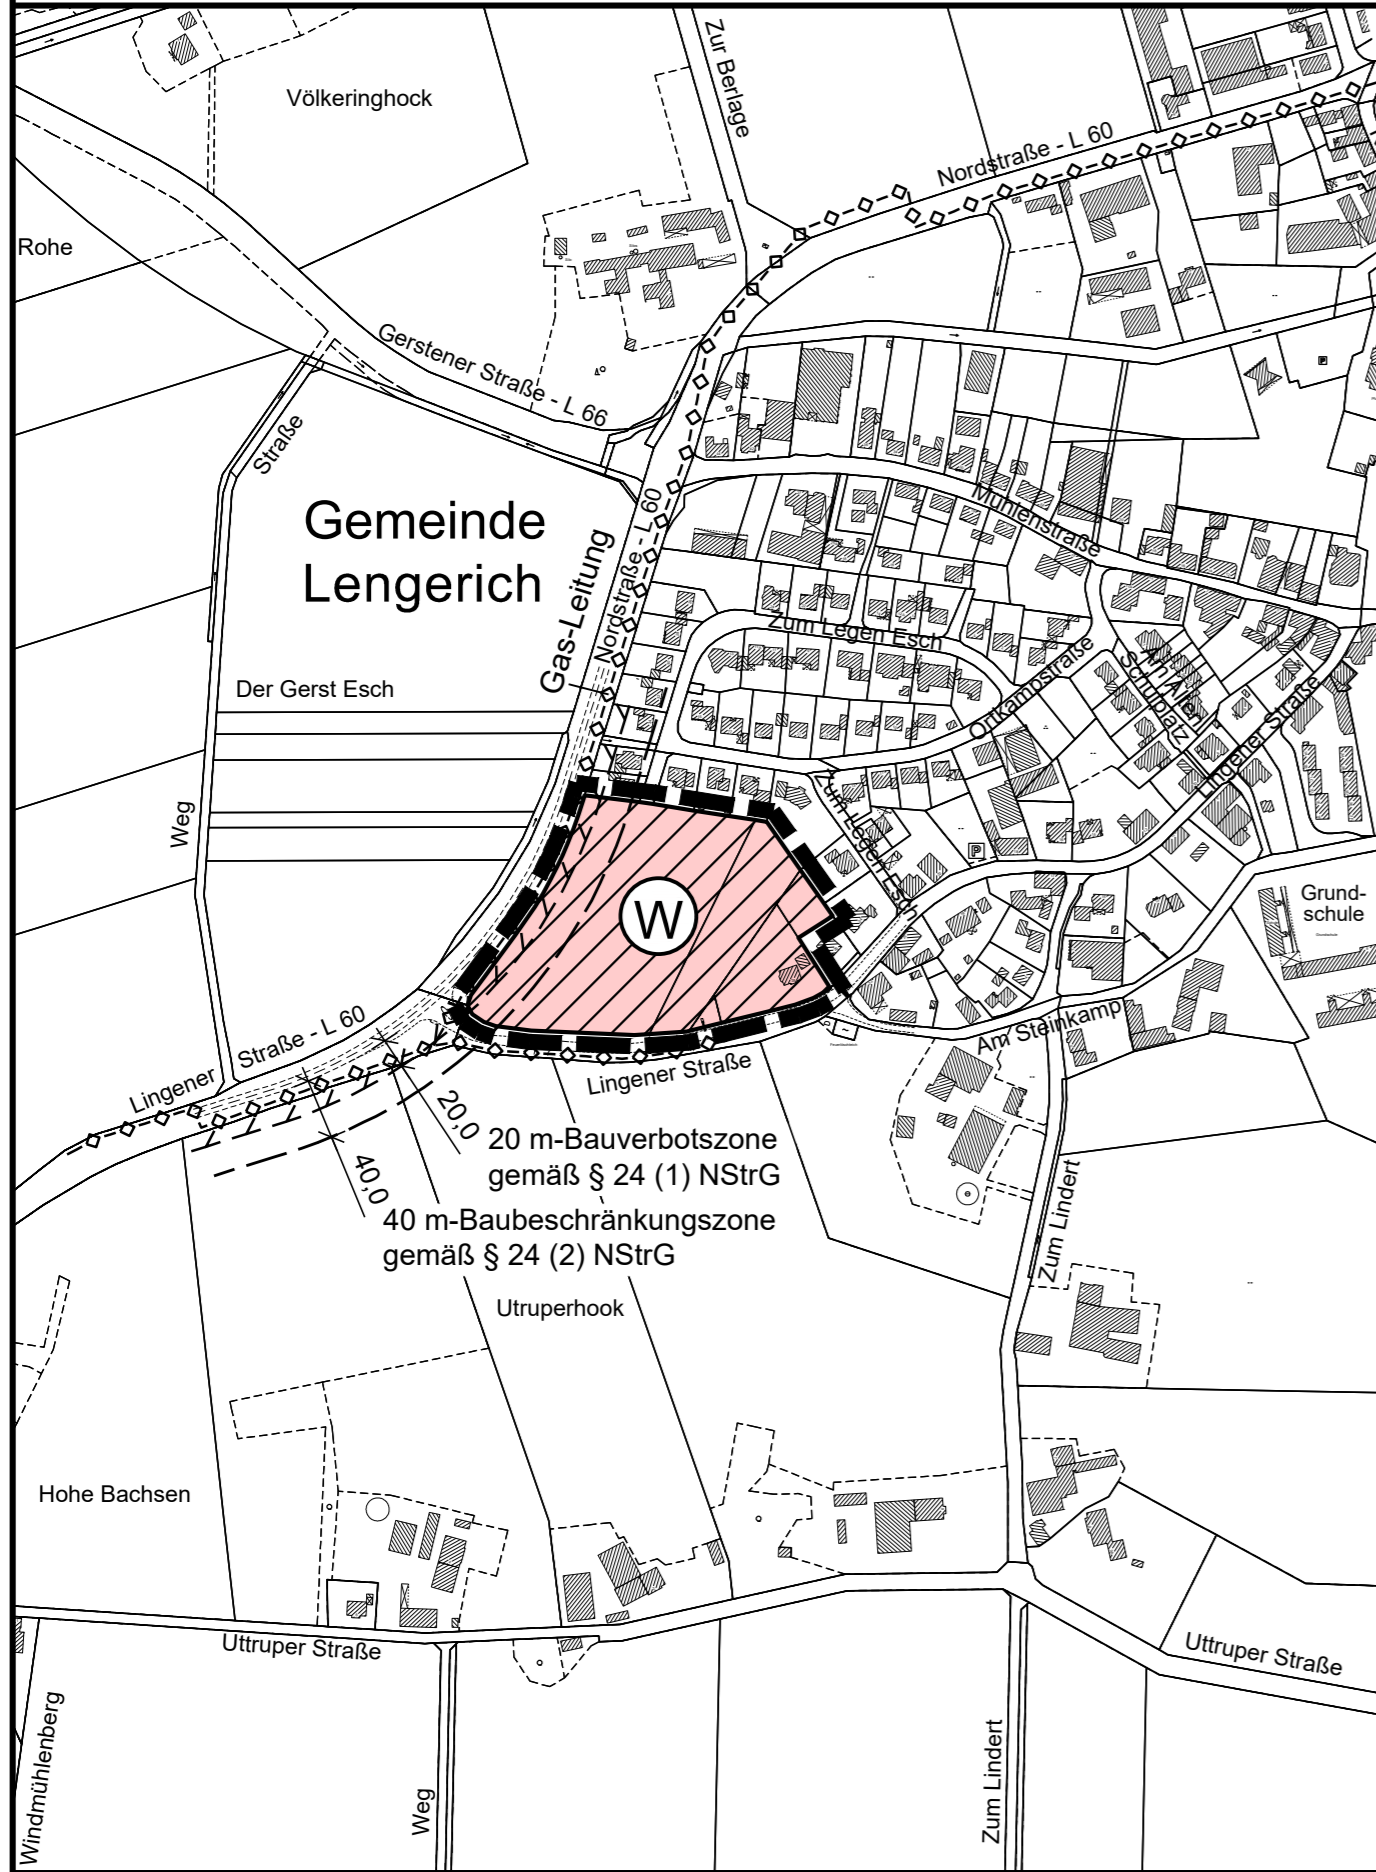 Völkeringhock
Zur Berlage
Nordstraße - L 60
Rohe
Gerstener Straße - L 66
Straße
Gemeinde
Lengerich
Gas-Leitung
Nordstraße - L 60
Mühlenstraße
Zum Legen Esch
Ortkampstraße
Am Alten
Schulplatz
Lingener Straße
Der Gerst Esch
Weg
Zum Legen Esch
P
P
W
Grund-
schule
Lingener Straße - L 60
Am Steinkamp
Lingener Straße
20,0
40,0
20 m-Bauverbotszone
gemäß § 24 (1) NStrG
40 m-Baubeschränkungszone
gemäß § 24 (2) NStrG
Zum Lindert
Utruperhook
Hohe Bachsen
Uttruper Straße
Uttruper Straße
Windmühlenberg
Weg
Zum Lindert